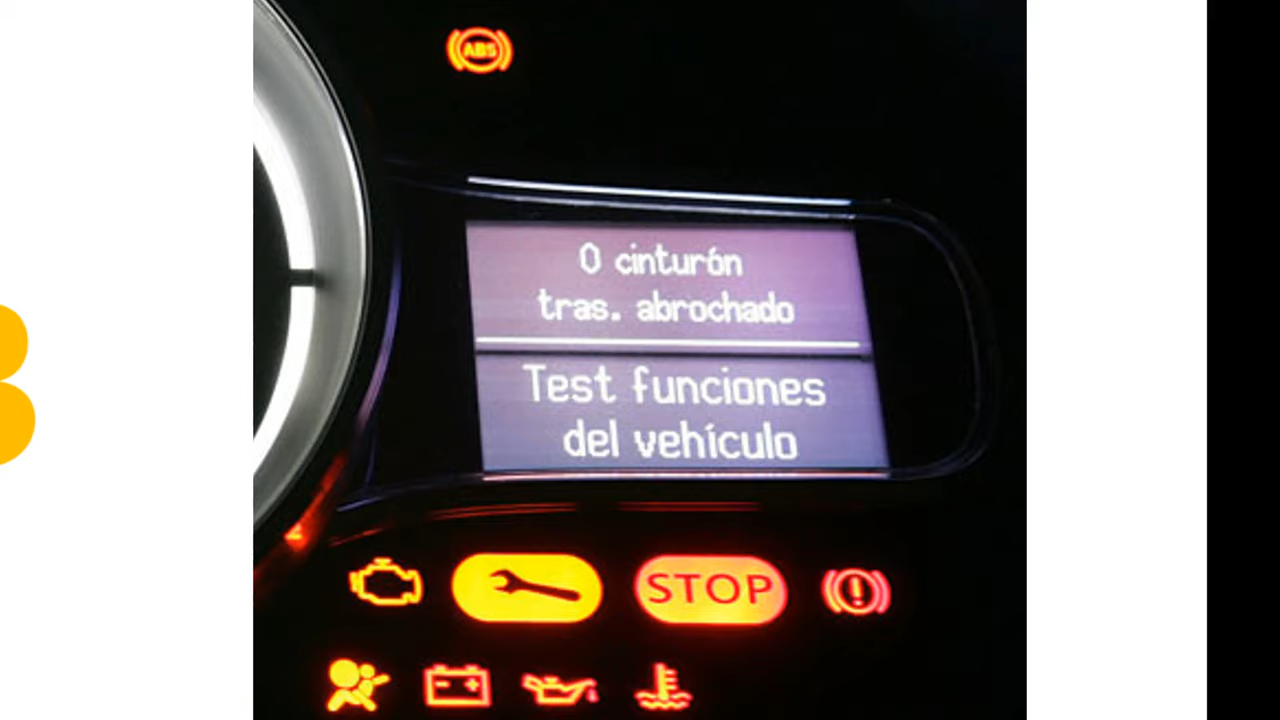 ABS
0 cinturón
tras. abrochado
Test funciones
del vehículo
STOP